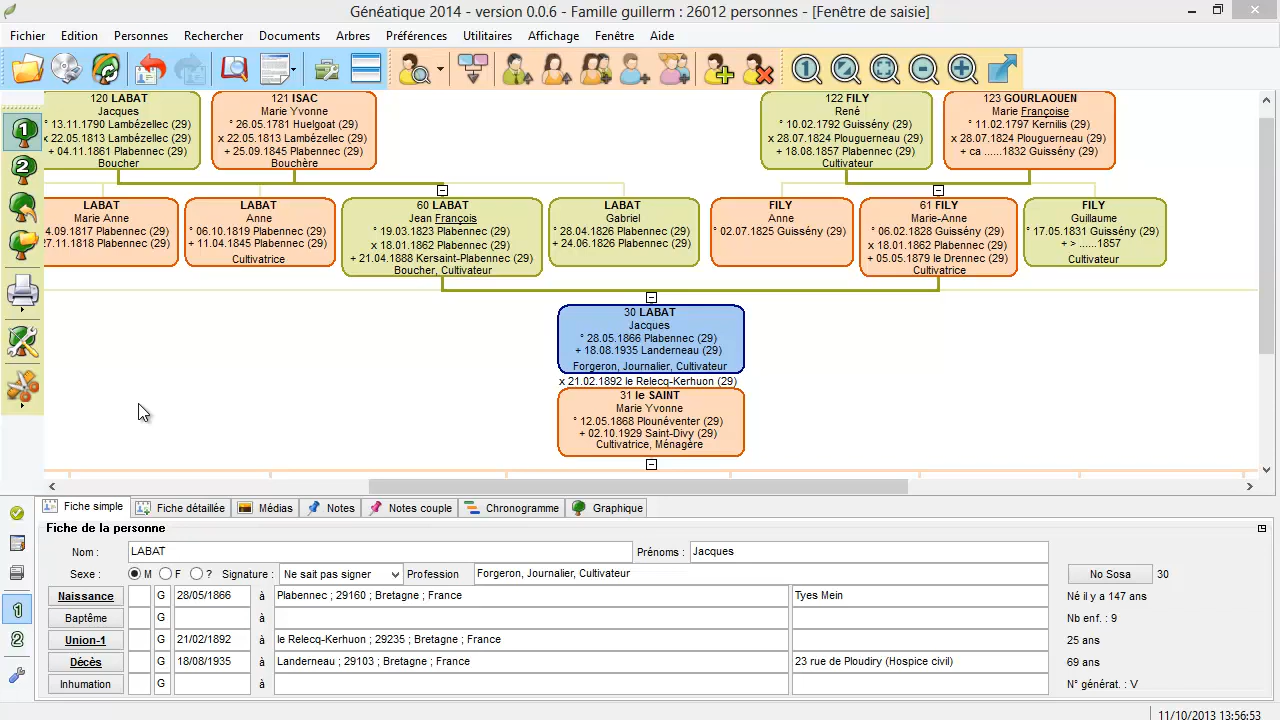 Généatique 2014 - version 0.0.6 - Famille guillerm : 26012 personnes - [Fenêtre de saisie]
Fichier Edition Personnes Rechercher Documents Arbres Préférences Utilitaires Affichage Fenêtre Aide
120 LABAT
Jacques
° 13.11.1790 Lambézellec (29)
x 22.05.1813 Lambézellec (29)
+ 04.11.1861 Plabennec (29)
Boucher
121 ISAC
Marie Yvonne
° 26.05.1781 Huelgoat (29)
x 22.05.1813 Lambézellec (29)
+ 25.09.1845 Plabennec (29)
Bouchère
122 FILY
René
° 10.02.1792 Guissény (29)
x 28.07.1824 Plouguerneau (29)
+ 18.08.1857 Plabennec (29)
Cultivateur
123 GOURLAOUEN
Marie Françoise
° 11.02.1797 Kernilis (29)
x 28.07.1824 Plouguerneau (29)
+ ca ......1832 Guissény (29)
LABAT
Marie Anne
4.09.1817 Plabennec (29)
27.11.1818 Plabennec (29)
LABAT
Anne
° 06.10.1819 Plabennec (29)
+ 11.04.1845 Plabennec (29)
Cultivatrice
60 LABAT
Jean François
° 19.03.1823 Plabennec (29)
x 18.01.1862 Plabennec (29)
+ 21.04.1888 Kersaint-Plabennec (29)
Boucher, Cultivateur
LABAT
Gabriel
° 28.04.1826 Plabennec (29)
+ 24.06.1826 Plabennec (29)
FILY
Anne
° 02.07.1825 Guissény (29)
61 FILY
Marie-Anne
° 06.02.1828 Guissény (29)
x 18.01.1862 Plabennec (29)
+ 05.05.1879 le Drennec (29)
Cultivatrice
FILY
Guillaume
° 17.05.1831 Guissény (29)
+ > ......1857
Cultivateur
30 LABAT
Jacques
° 28.05.1866 Plabennec (29)
+ 18.08.1935 Landerneau (29)
Forgeron, Journalier, Cultivateur
x 21.02.1892 le Relecq-Kerhuon (29)
31 le SAINT
Marie Yvonne
° 12.05.1868 Plounéventer (29)
+ 02.10.1929 Saint-Divy (29)
Cultivatrice, Ménagère
Fiche simple Fiche détaillée Médias Notes Notes couple Chronogramme Graphique
Fiche de la personne
Nom : LABAT Prénoms : Jacques
Sexe : M F ? Signature : Ne sait pas signer Profession Forgeron, Journalier, Cultivateur No Sosa 30
Naissance G 28/05/1866 à Plabennec ; 29160 ; Bretagne ; France Tyes Mein Né il y a 147 ans
Baptême G à Nb enf. : 9
Union-1 G 21/02/1892 à le Relecq-Kerhuon ; 29235 ; Bretagne ; France 25 ans
Décès G 18/08/1935 à Landerneau ; 29103 ; Bretagne ; France 23 rue de Ploudiry (Hospice civil) 69 ans
Inhumation G à N° générat. : V
11/10/2013 13:56:53